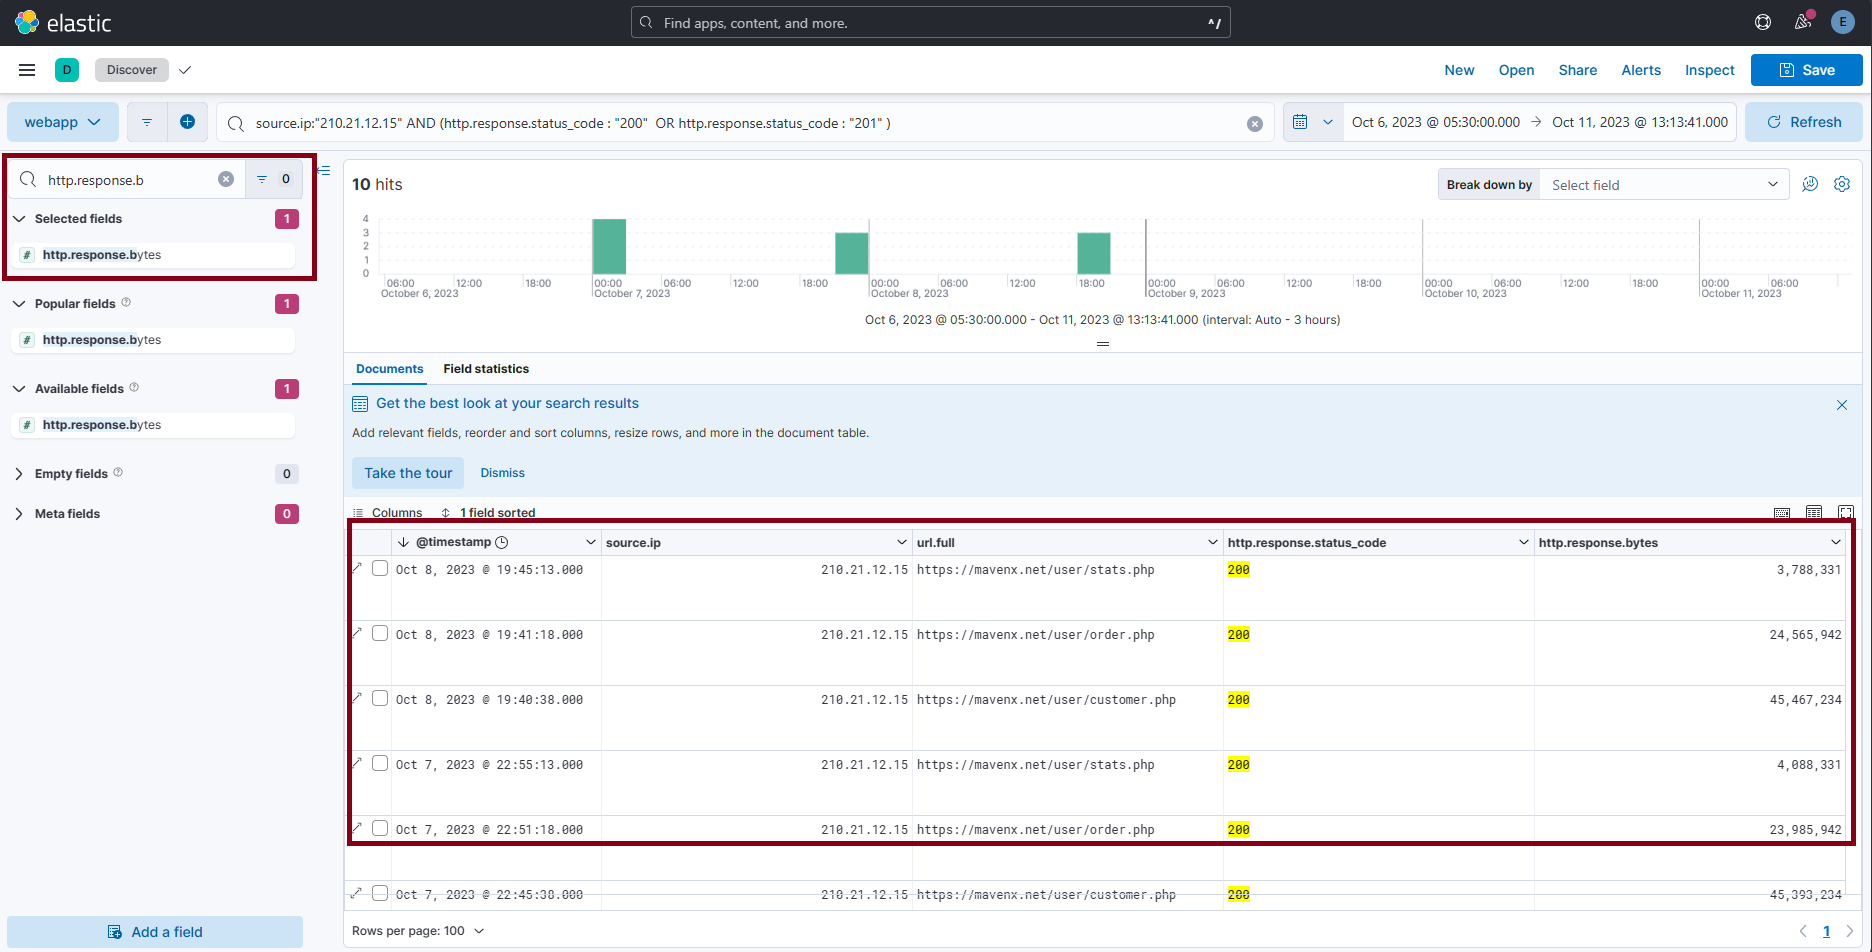 elastic
Find apps, content, and more.
^/
E
D
Discover
New
Open
Share
Alerts
Inspect
Save
webapp
source.ip:"210.21.12.15" AND (http.response.status_code : "200"  OR http.response.status_code : "201" )
Oct 6, 2023 @ 05:30:00.000 → Oct 11, 2023 @ 13:13:41.000
Refresh
http.response.b
0
Selected fields 1
# http.response.bytes
Popular fields 1
# http.response.bytes
Available fields 1
# http.response.bytes
Empty fields 0
Meta fields 0
Add a field
10 hits
Break down by Select field
4
3
2
1
0
06:00 12:00 18:00 00:00 06:00 12:00 18:00 00:00 06:00 12:00 18:00 00:00 06:00 12:00 18:00 00:00 06:00 12:00 18:00 00:00 06:00
October 6, 2023 October 7, 2023 October 8, 2023 October 9, 2023 October 10, 2023 October 11, 2023
Oct 6, 2023 @ 05:30:00.000 - Oct 11, 2023 @ 13:13:41.000 (interval: Auto - 3 hours)
Documents Field statistics
Get the best look at your search results
Add relevant fields, reorder and sort columns, resize rows, and more in the document table.
Take the tour Dismiss
Columns 1 field sorted
@timestamp source.ip url.full http.response.status_code http.response.bytes
Oct 8, 2023 @ 19:45:13.000 210.21.12.15 https://mavenx.net/user/stats.php 200 3,788,331
Oct 8, 2023 @ 19:41:18.000 210.21.12.15 https://mavenx.net/user/order.php 200 24,565,942
Oct 8, 2023 @ 19:40:38.000 210.21.12.15 https://mavenx.net/user/customer.php 200 45,467,234
Oct 7, 2023 @ 22:55:13.000 210.21.12.15 https://mavenx.net/user/stats.php 200 4,088,331
Oct 7, 2023 @ 22:51:18.000 210.21.12.15 https://mavenx.net/user/order.php 200 23,985,942
Oct 7, 2023 @ 22:45:38.000 210.21.12.15 https://mavenx.net/user/customer.php 200 45,393,234
Rows per page: 100
1